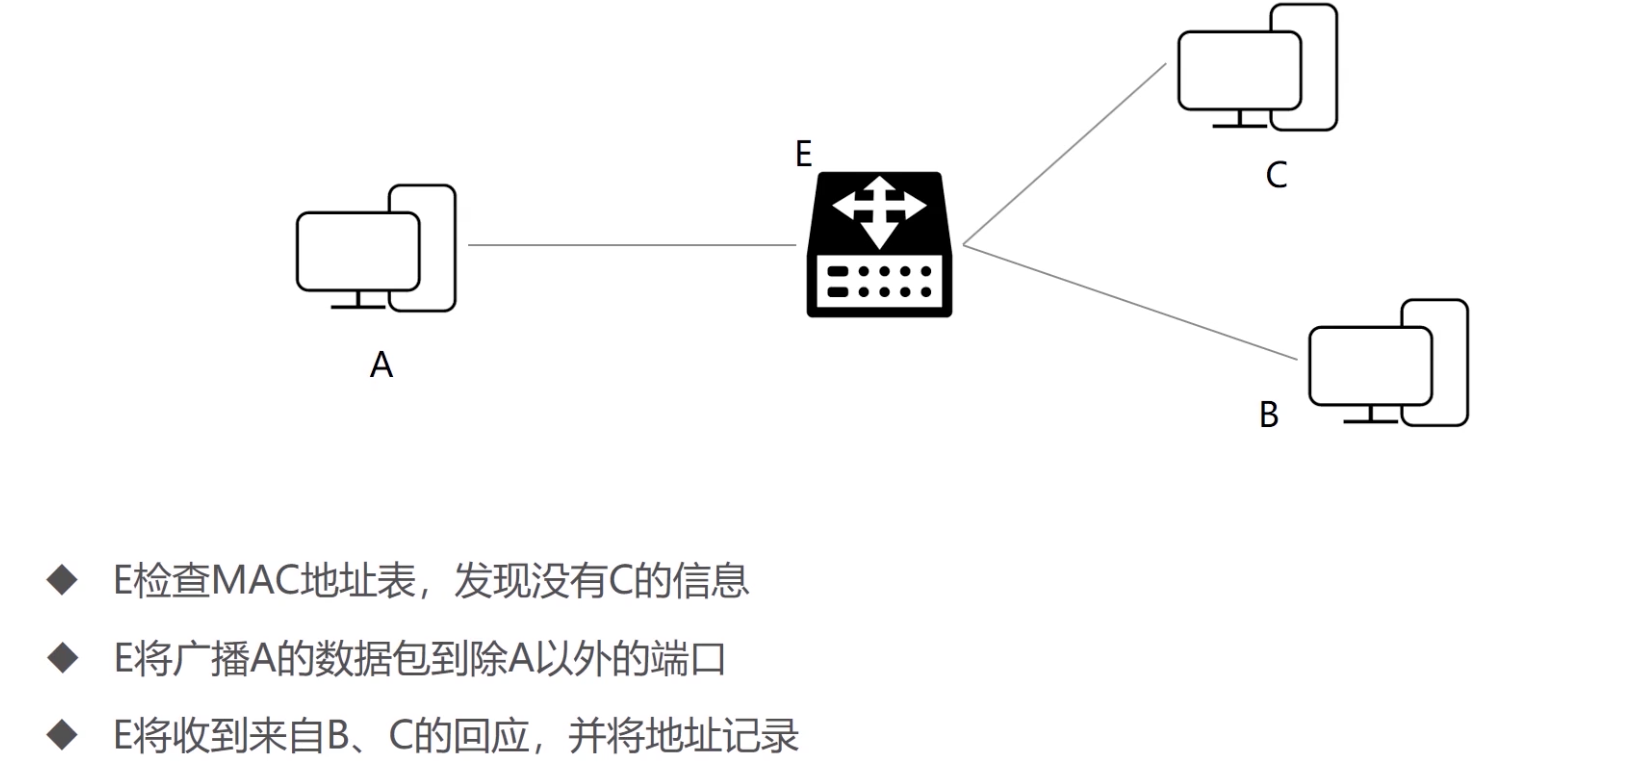 C
E
A
B
E检查MAC地址表，发现没有C的信息
E将广播A的数据包到除A以外的端口
E将收到来自B、C的回应，并将地址记录